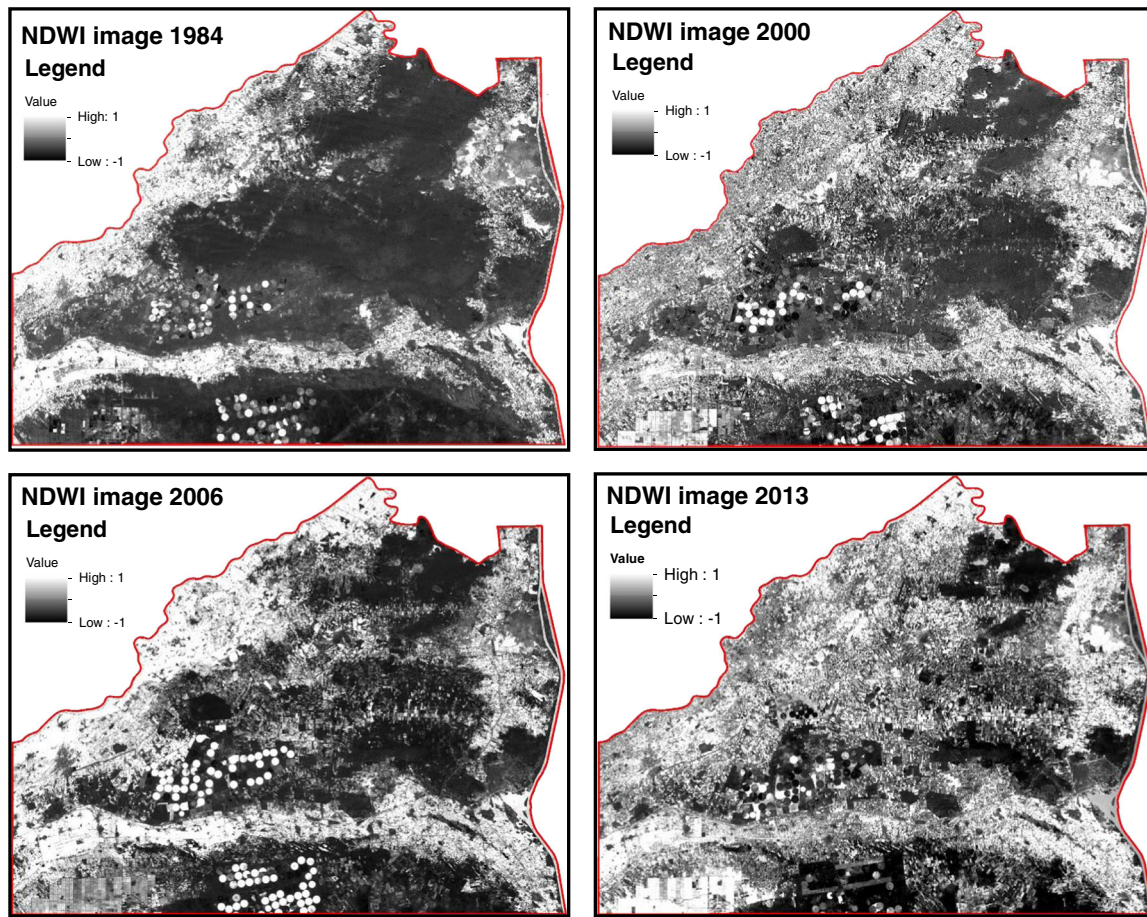 NDWI image 1984
Legend
Value
High: 1
Low : -1
NDWI image 2000
Legend
Value
High: 1
Low : -1
NDWI image 2006
Legend
Value
High : 1
Low : -1
NDWI image 2013
Legend
Value
High : 1
Low : -1